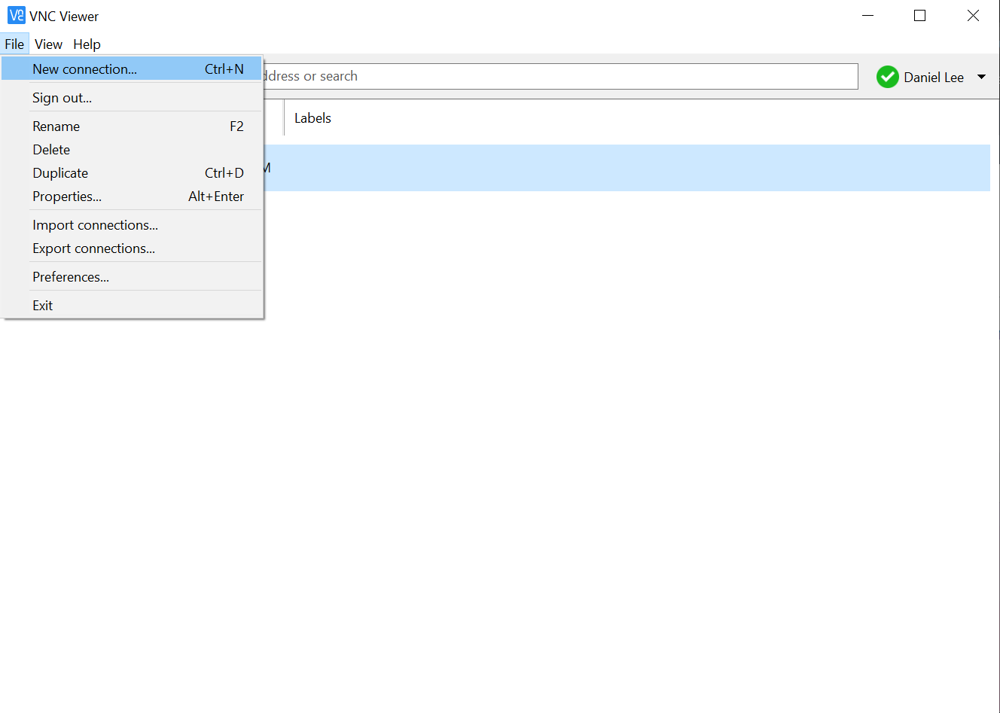 VNC Viewer
File View Help
New connection... Ctrl+N
Sign out...
Rename F2
Delete
Duplicate Ctrl+D
Properties... Alt+Enter
Import connections...
Export connections...
Preferences...
Exit
ddress or search
Daniel Lee
Labels
M